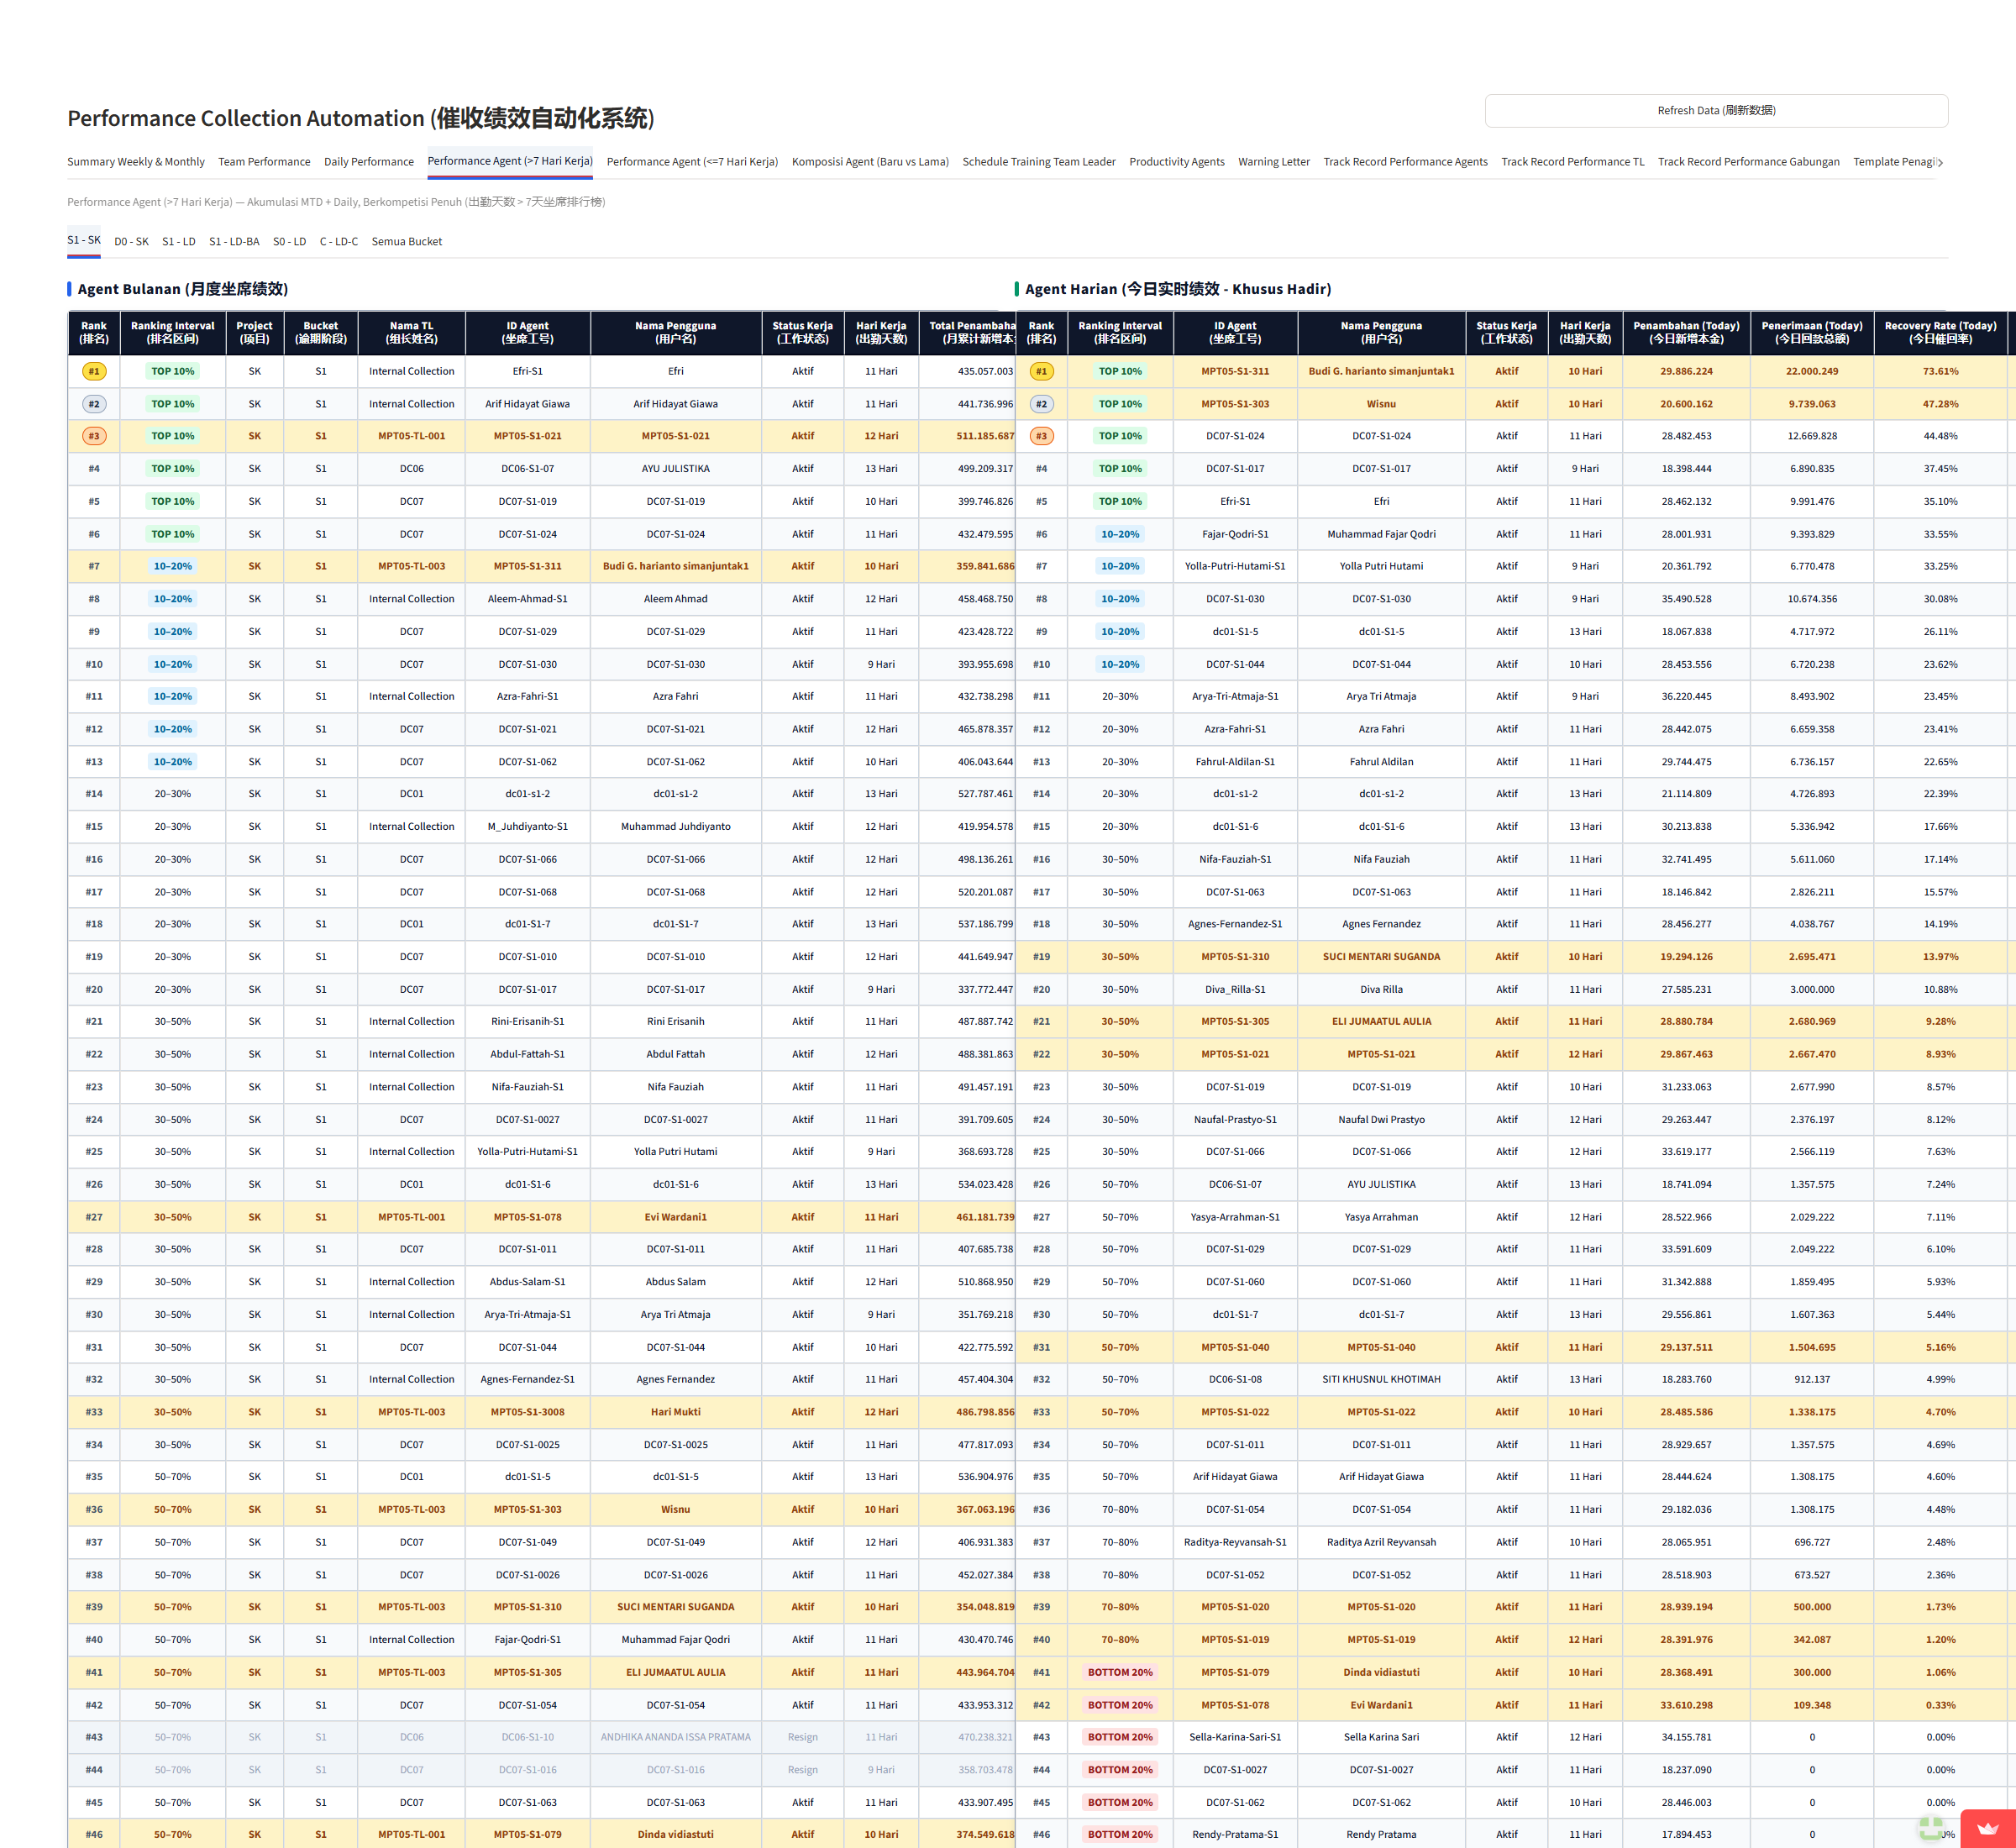 Performance Collection Automation (催收绩效自动化系统)
Refresh Data (刷新数据)
Summary Weekly & Monthly Team Performance Daily Performance Performance Agent (>7 Hari Kerja) Performance Agent (<=7 Hari Kerja) Komposisi Agent (Baru vs Lama) Schedule Training Team Leader Productivity Agents Warning Letter Track Record Performance Agents Track Record Performance TL Track Record Performance Gabungan Template Penagi
Performance Agent (>7 Hari Kerja) — Akumulasi MTD + Daily, Berkompetisi Penuh (出勤天数 > 7天坐席排行榜)
S1 - SK D0 - SK S1 - LD S1 - LD-BA S0 - LD C - LD-C Semua Bucket
Agent Bulanan (月度坐席绩效)
Rank Ranking Interval Project Bucket Nama TL ID Agent Nama Pengguna Status Kerja Hari Kerja Total Penambaha
(排名) (排名区间) (项目) (逾期阶段) (组长姓名) (坐席工号) (用户名) (工作状态) (出勤天数) (月累计新增本金
#1 TOP 10% SK S1 Internal Collection Efri-S1 Efri Aktif 11 Hari 435.057.003
#2 TOP 10% SK S1 Internal Collection Arif Hidayat Giawa Arif Hidayat Giawa Aktif 11 Hari 441.736.996
#3 TOP 10% SK S1 MPT05-TL-001 MPT05-S1-021 MPT05-S1-021 Aktif 12 Hari 511.185.687
#4 TOP 10% SK S1 DC06 DC06-S1-07 AYU JULISTIKA Aktif 13 Hari 499.209.317
#5 TOP 10% SK S1 DC07 DC07-S1-019 DC07-S1-019 Aktif 10 Hari 399.746.826
#6 TOP 10% SK S1 DC07 DC07-S1-024 DC07-S1-024 Aktif 11 Hari 432.479.595
#7 10–20% SK S1 MPT05-TL-003 MPT05-S1-311 Budi G. harianto simanjuntak1 Aktif 10 Hari 359.841.686
#8 10–20% SK S1 Internal Collection Aleem-Ahmad-S1 Aleem Ahmad Aktif 12 Hari 458.468.750
#9 10–20% SK S1 DC07 DC07-S1-029 DC07-S1-029 Aktif 11 Hari 423.428.722
#10 10–20% SK S1 DC07 DC07-S1-030 DC07-S1-030 Aktif 9 Hari 393.955.698
#11 10–20% SK S1 Internal Collection Azra-Fahri-S1 Azra Fahri Aktif 11 Hari 432.738.298
#12 10–20% SK S1 DC07 DC07-S1-021 DC07-S1-021 Aktif 12 Hari 465.878.357
#13 10–20% SK S1 DC07 DC07-S1-062 DC07-S1-062 Aktif 10 Hari 406.043.644
#14 20–30% SK S1 DC01 dc01-s1-2 dc01-s1-2 Aktif 13 Hari 527.787.461
#15 20–30% SK S1 Internal Collection M_Juhdiyanto-S1 Muhammad Juhdiyanto Aktif 12 Hari 419.954.578
#16 20–30% SK S1 DC07 DC07-S1-066 DC07-S1-066 Aktif 12 Hari 498.136.261
#17 20–30% SK S1 DC07 DC07-S1-068 DC07-S1-068 Aktif 12 Hari 520.201.087
#18 20–30% SK S1 DC01 dc01-S1-7 dc01-S1-7 Aktif 13 Hari 537.186.799
#19 20–30% SK S1 DC07 DC07-S1-010 DC07-S1-010 Aktif 12 Hari 441.649.947
#20 20–30% SK S1 DC07 DC07-S1-017 DC07-S1-017 Aktif 9 Hari 337.772.447
#21 30–50% SK S1 Internal Collection Rini-Erisanih-S1 Rini Erisanih Aktif 11 Hari 487.887.742
#22 30–50% SK S1 Internal Collection Abdul-Fattah-S1 Abdul Fattah Aktif 12 Hari 488.381.863
#23 30–50% SK S1 Internal Collection Nifa-Fauziah-S1 Nifa Fauziah Aktif 11 Hari 491.457.191
#24 30–50% SK S1 DC07 DC07-S1-0027 DC07-S1-0027 Aktif 11 Hari 391.709.605
#25 30–50% SK S1 Internal Collection Yolla-Putri-Hutami-S1 Yolla Putri Hutami Aktif 9 Hari 368.693.728
#26 30–50% SK S1 DC01 dc01-S1-6 dc01-S1-6 Aktif 13 Hari 534.023.428
#27 30–50% SK S1 MPT05-TL-001 MPT05-S1-078 Evi Wardani1 Aktif 11 Hari 461.181.739
#28 30–50% SK S1 DC07 DC07-S1-011 DC07-S1-011 Aktif 11 Hari 407.685.738
#29 30–50% SK S1 Internal Collection Abdus-Salam-S1 Abdus Salam Aktif 12 Hari 510.868.950
#30 30–50% SK S1 Internal Collection Arya-Tri-Atmaja-S1 Arya Tri Atmaja Aktif 9 Hari 351.769.218
#31 30–50% SK S1 DC07 DC07-S1-044 DC07-S1-044 Aktif 10 Hari 422.775.592
#32 30–50% SK S1 Internal Collection Agnes-Fernandez-S1 Agnes Fernandez Aktif 11 Hari 457.404.304
#33 30–50% SK S1 MPT05-TL-003 MPT05-S1-3008 Hari Mukti Aktif 12 Hari 486.798.856
#34 30–50% SK S1 DC07 DC07-S1-0025 DC07-S1-0025 Aktif 11 Hari 477.817.093
#35 50–70% SK S1 DC01 dc01-S1-5 dc01-S1-5 Aktif 13 Hari 536.904.976
#36 50–70% SK S1 MPT05-TL-003 MPT05-S1-303 Wisnu Aktif 10 Hari 367.063.196
#37 50–70% SK S1 DC07 DC07-S1-049 DC07-S1-049 Aktif 12 Hari 406.931.383
#38 50–70% SK S1 DC07 DC07-S1-0026 DC07-S1-0026 Aktif 11 Hari 452.027.384
#39 50–70% SK S1 MPT05-TL-003 MPT05-S1-310 SUCI MENTARI SUGANDA Aktif 10 Hari 354.048.819
#40 50–70% SK S1 Internal Collection Fajar-Qodri-S1 Muhammad Fajar Qodri Aktif 11 Hari 430.470.746
#41 50–70% SK S1 MPT05-TL-003 MPT05-S1-305 ELI JUMAATUL AULIA Aktif 11 Hari 443.964.704
#42 50–70% SK S1 DC07 DC07-S1-054 DC07-S1-054 Aktif 11 Hari 433.953.312
#43 50–70% SK S1 DC06 DC06-S1-10 ANDHIKA ANANDA ISSA PRATAMA Resign 11 Hari 470.238.321
#44 50–70% SK S1 DC07 DC07-S1-016 DC07-S1-016 Resign 9 Hari 358.703.478
#45 50–70% SK S1 DC07 DC07-S1-063 DC07-S1-063 Aktif 11 Hari 433.907.495
#46 50–70% SK S1 MPT05-TL-001 MPT05-S1-079 Dinda vidiastuti Aktif 10 Hari 374.549.618
Agent Harian (今日实时绩效 - Khusus Hadir)
Rank Ranking Interval ID Agent Nama Pengguna Status Kerja Hari Kerja Penambahan (Today) Penerimaan (Today) Recovery Rate (Today)
(排名) (排名区间) (坐席工号) (用户名) (工作状态) (出勤天数) (今日新增本金) (今日回款总额) (今日催回率)
#1 TOP 10% MPT05-S1-311 Budi G. harianto simanjuntak1 Aktif 10 Hari 29.886.224 22.000.249 73.61%
#2 TOP 10% MPT05-S1-303 Wisnu Aktif 10 Hari 20.600.162 9.739.063 47.28%
#3 TOP 10% DC07-S1-024 DC07-S1-024 Aktif 11 Hari 28.482.453 12.669.828 44.48%
#4 TOP 10% DC07-S1-017 DC07-S1-017 Aktif 9 Hari 18.398.444 6.890.835 37.45%
#5 TOP 10% Efri-S1 Efri Aktif 11 Hari 28.462.132 9.991.476 35.10%
#6 10–20% Fajar-Qodri-S1 Muhammad Fajar Qodri Aktif 11 Hari 28.001.931 9.393.829 33.55%
#7 10–20% Yolla-Putri-Hutami-S1 Yolla Putri Hutami Aktif 9 Hari 20.361.792 6.770.478 33.25%
#8 10–20% DC07-S1-030 DC07-S1-030 Aktif 9 Hari 35.490.528 10.674.356 30.08%
#9 10–20% dc01-S1-5 dc01-S1-5 Aktif 13 Hari 18.067.838 4.717.972 26.11%
#10 10–20% DC07-S1-044 DC07-S1-044 Aktif 10 Hari 28.453.556 6.720.238 23.62%
#11 20–30% Arya-Tri-Atmaja-S1 Arya Tri Atmaja Aktif 9 Hari 36.220.445 8.493.902 23.45%
#12 20–30% Azra-Fahri-S1 Azra Fahri Aktif 11 Hari 28.442.075 6.659.358 23.41%
#13 20–30% Fahrul-Aldilan-S1 Fahrul Aldilan Aktif 11 Hari 29.744.475 6.736.157 22.65%
#14 20–30% dc01-s1-2 dc01-s1-2 Aktif 13 Hari 21.114.809 4.726.893 22.39%
#15 20–30% dc01-S1-6 dc01-S1-6 Aktif 13 Hari 30.213.838 5.336.942 17.66%
#16 30–50% Nifa-Fauziah-S1 Nifa Fauziah Aktif 11 Hari 32.741.495 5.611.060 17.14%
#17 30–50% DC07-S1-063 DC07-S1-063 Aktif 11 Hari 18.146.842 2.826.211 15.57%
#18 30–50% Agnes-Fernandez-S1 Agnes Fernandez Aktif 11 Hari 28.456.277 4.038.767 14.19%
#19 30–50% MPT05-S1-310 SUCI MENTARI SUGANDA Aktif 10 Hari 19.294.126 2.695.471 13.97%
#20 30–50% Diva_Rilla-S1 Diva Rilla Aktif 11 Hari 27.585.231 3.000.000 10.88%
#21 30–50% MPT05-S1-305 ELI JUMAATUL AULIA Aktif 11 Hari 28.880.784 2.680.969 9.28%
#22 30–50% MPT05-S1-021 MPT05-S1-021 Aktif 12 Hari 29.867.463 2.667.470 8.93%
#23 30–50% DC07-S1-019 DC07-S1-019 Aktif 10 Hari 31.233.063 2.677.990 8.57%
#24 30–50% Naufal-Prastyo-S1 Naufal Dwi Prastyo Aktif 12 Hari 29.263.447 2.376.197 8.12%
#25 30–50% DC07-S1-066 DC07-S1-066 Aktif 12 Hari 33.619.177 2.566.119 7.63%
#26 50–70% DC06-S1-07 AYU JULISTIKA Aktif 13 Hari 18.741.094 1.357.575 7.24%
#27 50–70% Yasya-Arrahman-S1 Yasya Arrahman Aktif 12 Hari 28.522.966 2.029.222 7.11%
#28 50–70% DC07-S1-029 DC07-S1-029 Aktif 11 Hari 33.591.609 2.049.222 6.10%
#29 50–70% DC07-S1-060 DC07-S1-060 Aktif 11 Hari 31.342.888 1.859.495 5.93%
#30 50–70% dc01-S1-7 dc01-S1-7 Aktif 13 Hari 29.556.861 1.607.363 5.44%
#31 50–70% MPT05-S1-040 MPT05-S1-040 Aktif 11 Hari 29.137.511 1.504.695 5.16%
#32 50–70% DC06-S1-08 SITI KHUSNUL KHOTIMAH Aktif 13 Hari 18.283.760 912.137 4.99%
#33 50–70% MPT05-S1-022 MPT05-S1-022 Aktif 10 Hari 28.485.586 1.338.175 4.70%
#34 50–70% DC07-S1-011 DC07-S1-011 Aktif 11 Hari 28.929.657 1.357.575 4.69%
#35 50–70% Arif Hidayat Giawa Arif Hidayat Giawa Aktif 11 Hari 28.444.624 1.308.175 4.60%
#36 70–80% DC07-S1-054 DC07-S1-054 Aktif 11 Hari 29.182.036 1.308.175 4.48%
#37 70–80% Raditya-Reyvansah-S1 Raditya Azril Reyvansah Aktif 10 Hari 28.065.951 696.727 2.48%
#38 70–80% DC07-S1-052 DC07-S1-052 Aktif 11 Hari 28.518.903 673.527 2.36%
#39 70–80% MPT05-S1-020 MPT05-S1-020 Aktif 11 Hari 28.939.194 500.000 1.73%
#40 70–80% MPT05-S1-019 MPT05-S1-019 Aktif 12 Hari 28.391.976 342.087 1.20%
#41 BOTTOM 20% MPT05-S1-079 Dinda vidiastuti Aktif 10 Hari 28.368.491 300.000 1.06%
#42 BOTTOM 20% MPT05-S1-078 Evi Wardani1 Aktif 11 Hari 33.610.298 109.348 0.33%
#43 BOTTOM 20% Sella-Karina-Sari-S1 Sella Karina Sari Aktif 12 Hari 34.155.781 0 0.00%
#44 BOTTOM 20% DC07-S1-0027 DC07-S1-0027 Aktif 11 Hari 18.237.090 0 0.00%
#45 BOTTOM 20% DC07-S1-062 DC07-S1-062 Aktif 10 Hari 28.446.003 0 0.00%
#46 BOTTOM 20% Rendy-Pratama-S1 Rendy Pratama Aktif 11 Hari 17.894.453 0